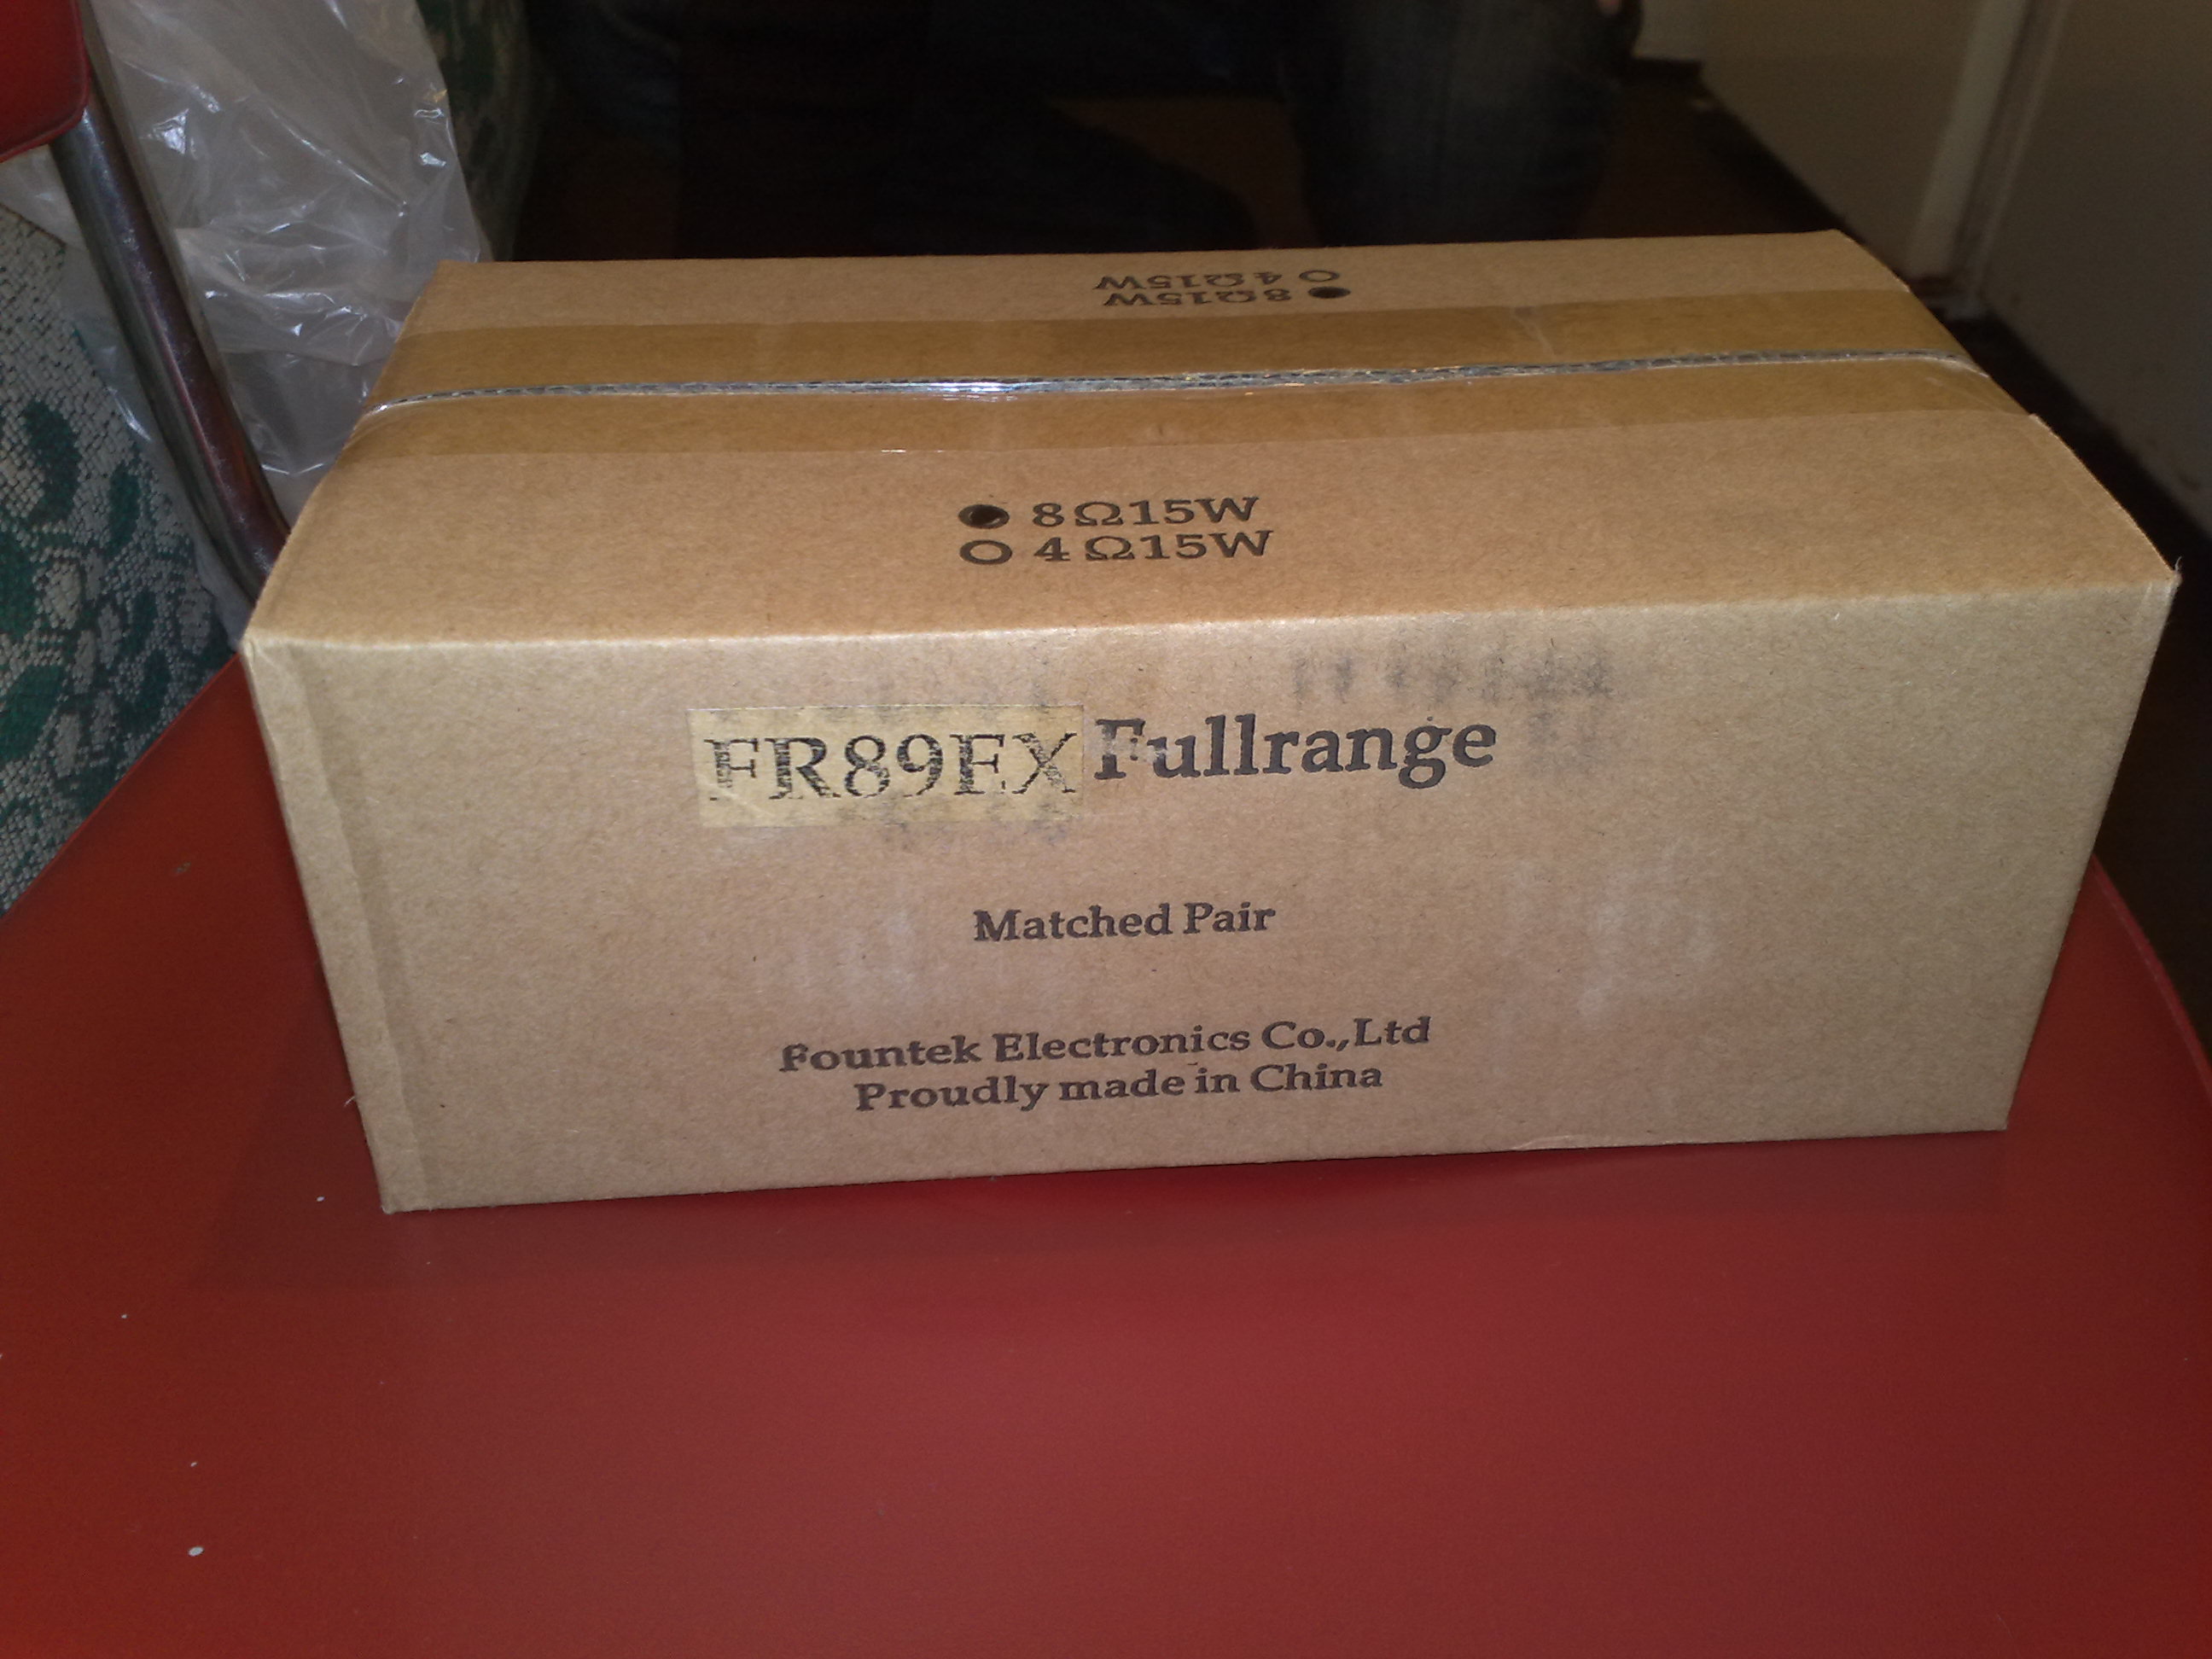 4Ω15W
8Ω15W
8Ω15W
4Ω15W
FR89EX Fullrange
Matched Pair
Fountek Electronics Co.,Ltd
Proudly made in China